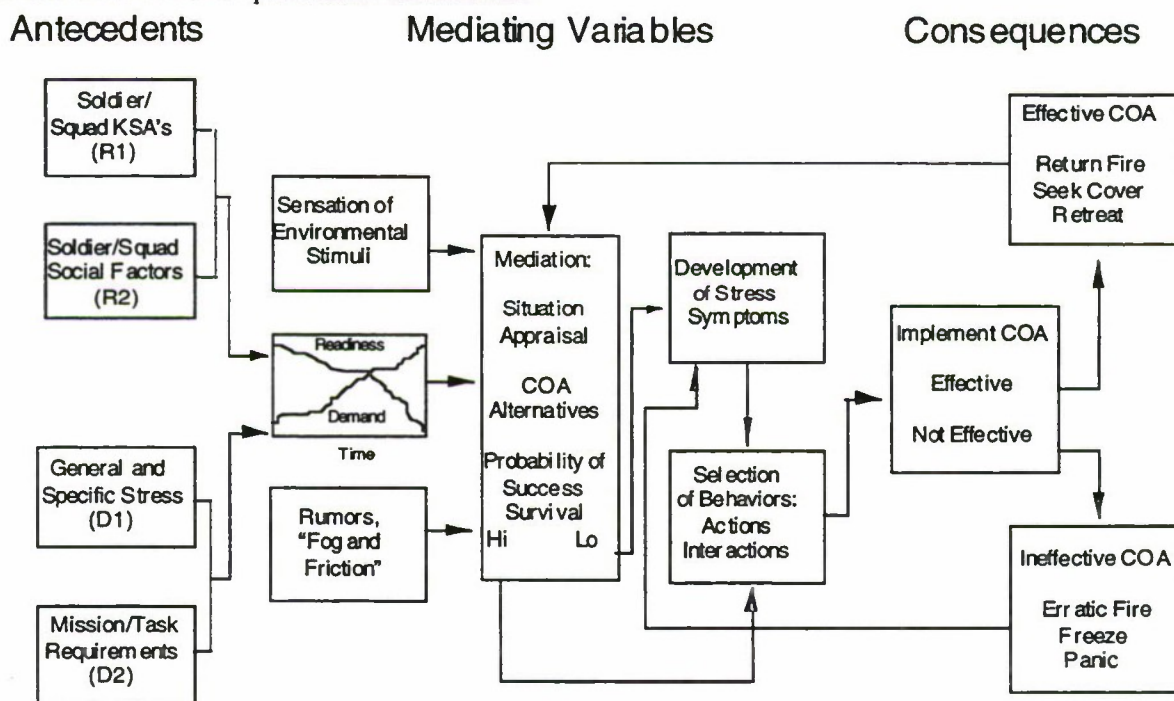 Antecedents
Mediating Variables
Consequences
Soldier/
Squad KSA's
(R1)
Soldier/Squad
Social Factors
(R2)
General and
Specific Stress
(D1)
Mission/Task
Requirements
(D2)
Sensation of
Environmental
Stimuli
Readiness
Demand
Time
Rumors,
"Fog and
Friction"
Mediation:
Situation
Appraisal
COA
Alternatives
Probability of
Success
Survival
Hi Lo
Development
of Stress
Symptoms
Selection
of Behaviors:
Actions
Interactions
Implement COA
Effective
Not Effective
Effective COA
Return Fire
Seek Cover
Retreat
Ineffective COA
Erratic Fire
Freeze
Panic